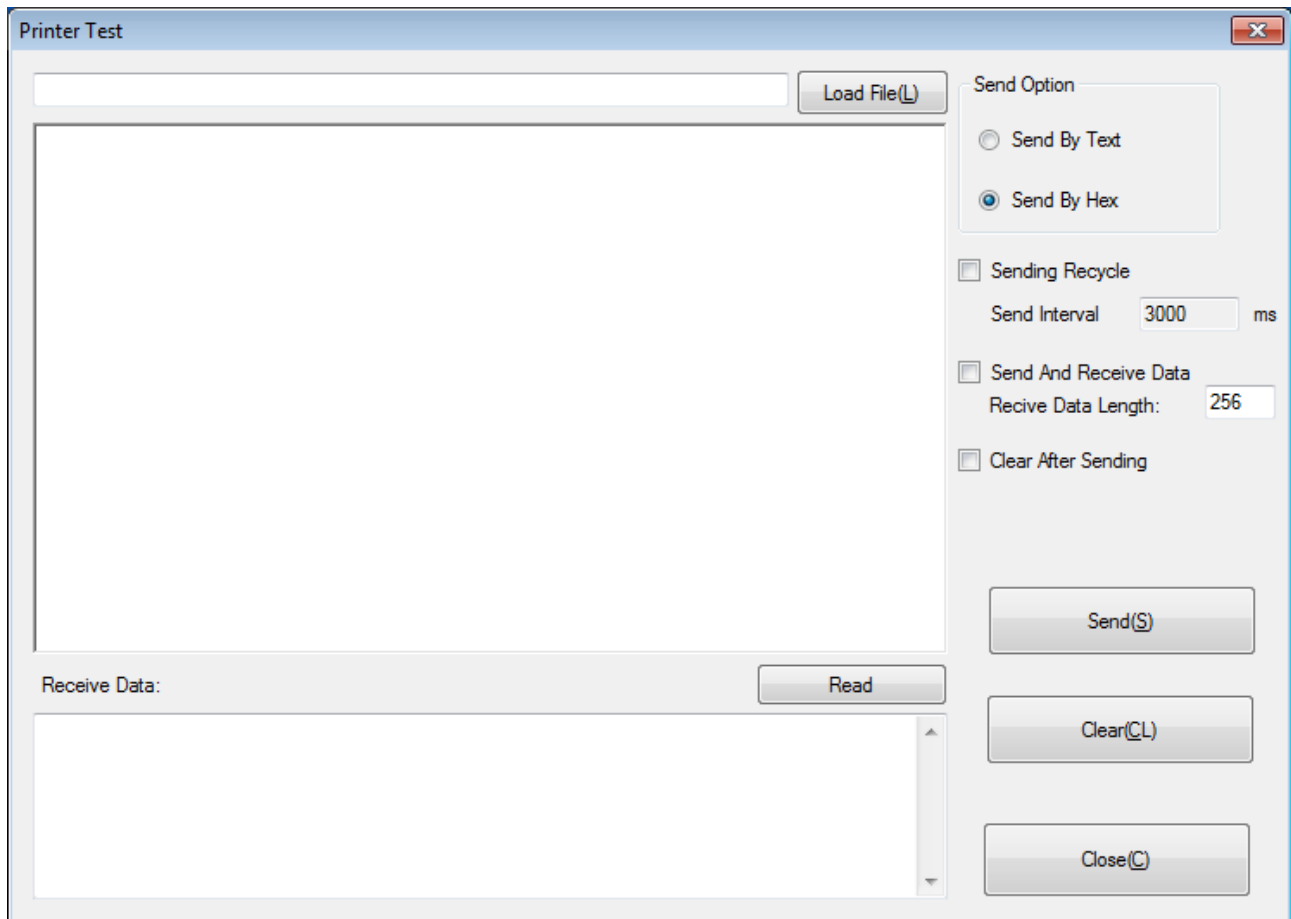 Printer Test
Load File(L)
Send Option
Send By Text
Send By Hex
Sending Recycle
Send Interval 3000 ms
Send And Receive Data
Recive Data Length: 256
Clear After Sending
Send(S)
Receive Data: Read
Clear(CL)
Close(C)